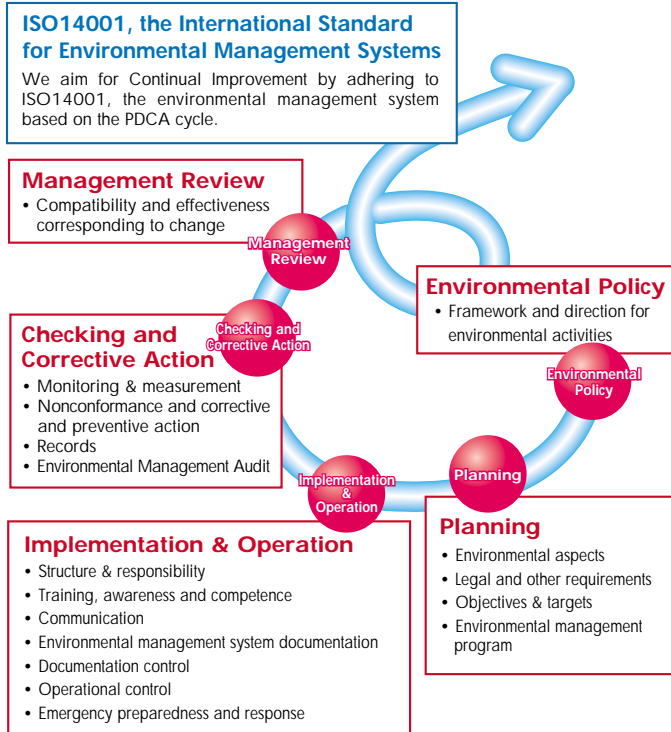 ISO14001, the International Standard
for Environmental Management Systems
We aim for Continual Improvement by adhering to
ISO14001, the environmental management system
based on the PDCA cycle.
Management Review
• Compatibility and effectiveness
corresponding to change
Management
Review
Environmental Policy
• Framework and direction for
environmental activities
Checking and
Corrective Action
• Monitoring & measurement
• Nonconformance and corrective
and preventive action
• Records
• Environmental Management Audit
Checking and
Corrective Action
Environmental
Policy
Implementation
&
Operation
Planning
Implementation & Operation
• Structure & responsibility
• Training, awareness and competence
• Communication
• Environmental management system documentation
• Documentation control
• Operational control
• Emergency preparedness and response
Planning
• Environmental aspects
• Legal and other requirements
• Objectives & targets
• Environmental management
program